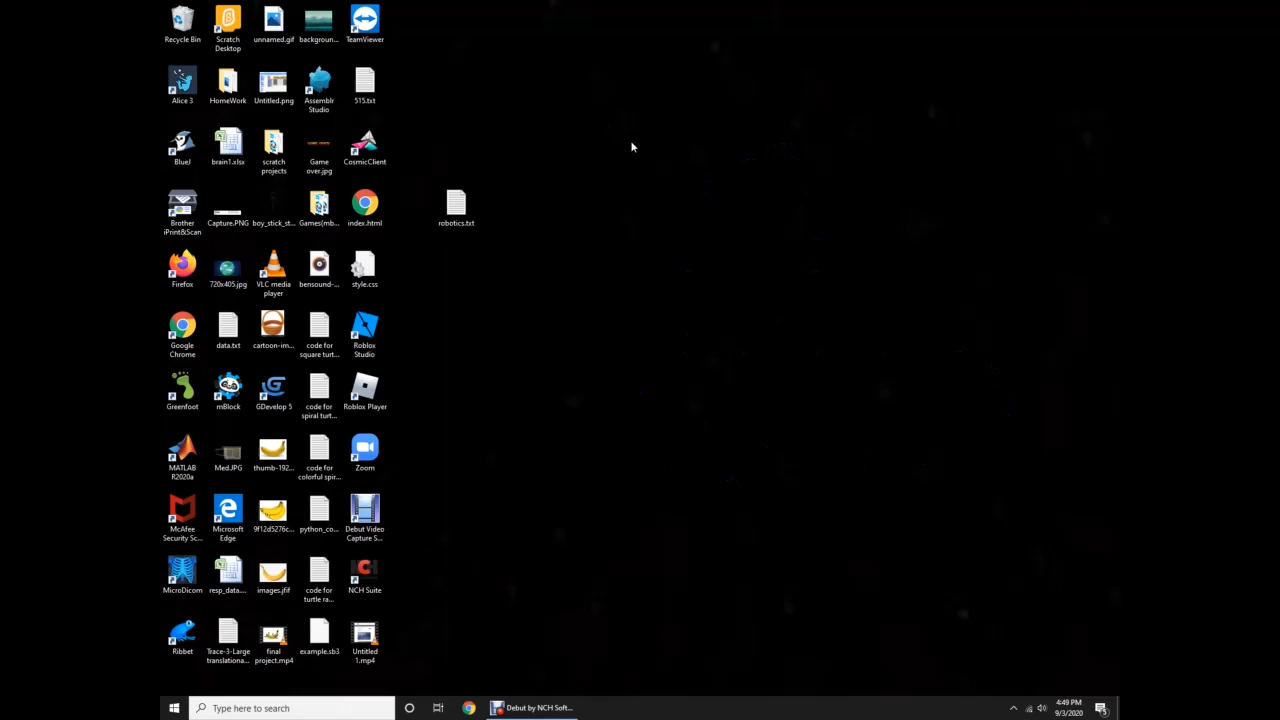 Recycle Bin
Scratch
Desktop
unnamed.gif
backgroun...
TeamViewer
Alice 3
HomeWork
Untitled.png
Assemblr
Studio
515.txt
BlueJ
brain1.xlsx
scratch
projects
Game
over.jpg
CosmicClient
Brother
iPrint&Scan
Capture.PNG
boy_stick_st...
Games(mb...
index.html
robotics.txt
Firefox
720x405.jpg
VLC media
player
bensound-...
style.css
Google
Chrome
data.txt
cartoon-im...
code for
square turt...
Roblox
Studio
Greenfoot
mBlock
GDevelop 5
code for
spiral turt...
Roblox Player
MATLAB
R2020a
Med.JPG
thumb-192...
code for
colorful spir...
Zoom
McAfee
Security Sc...
Microsoft
Edge
9f12d5276c...
python_co...
Debut Video
Capture S...
MicroDicom
resp_data....
images.jfif
code for
turtle ra...
NCH Suite
Ribbet
Trace-3-Large
translationa...
final
project.mp4
example.sb3
Untitled
1.mp4
Type here to search
Debut by NCH Soft...
4:49 PM
9/3/2020
5